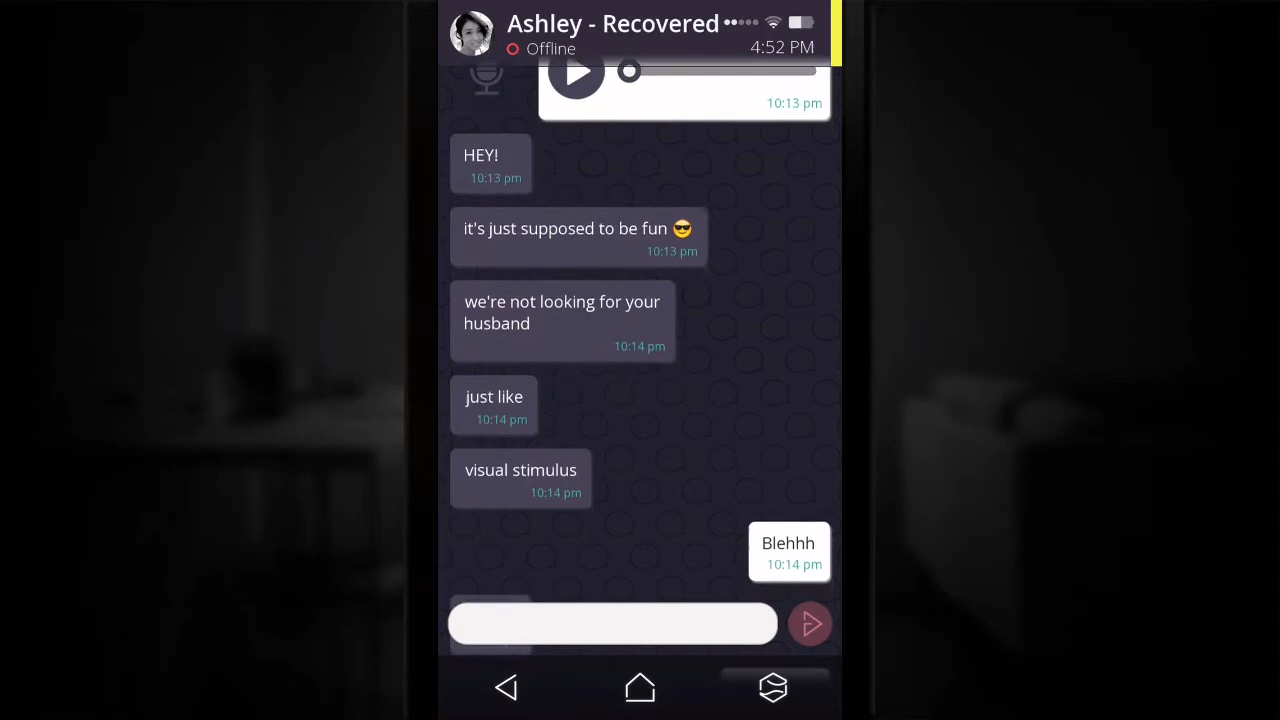 Ashley - Recovered
Offline
4:52 PM
10:13 pm
HEY!
10:13 pm
it's just supposed to be fun 😎
10:13 pm
we're not looking for your
husband
10:14 pm
just like
10:14 pm
visual stimulus
10:14 pm
Blehhh
10:14 pm